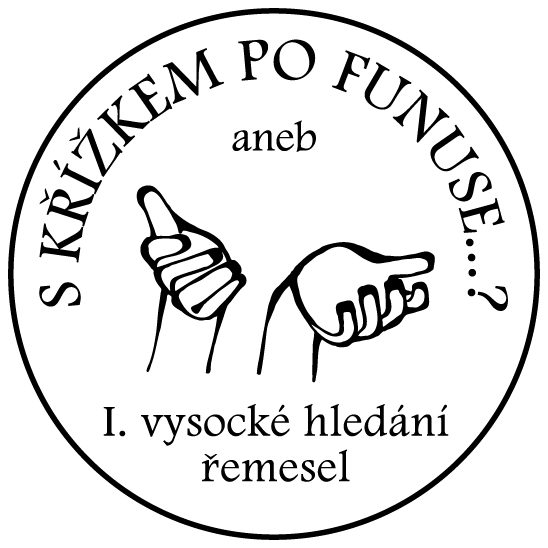 S KŘÍŽKEM PO FUNUSE...?
aneb
I. vysocké hledání
řemesel